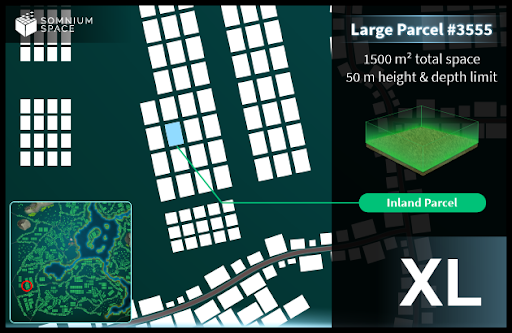 SOMNIUM
SPACE
Large Parcel #3555
1500 m² total space
50 m height & depth limit
Inland Parcel
XL